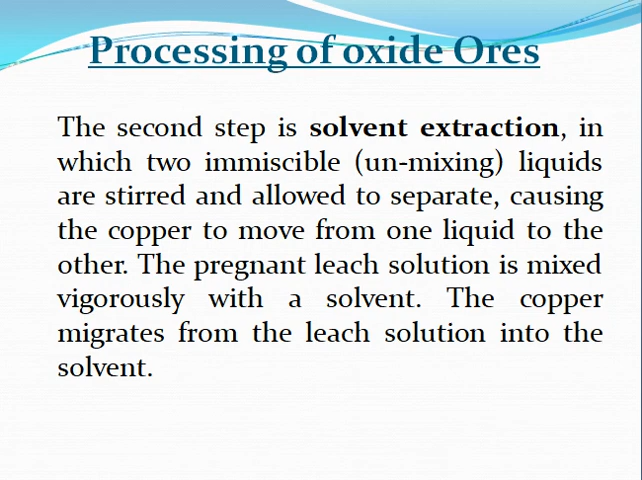 Processing of oxide Ores
The second step is solvent extraction, in
which two immiscible (un-mixing) liquids
are stirred and allowed to separate, causing
the copper to move from one liquid to the
other. The pregnant leach solution is mixed
vigorously with a solvent. The copper
migrates from the leach solution into the
solvent.